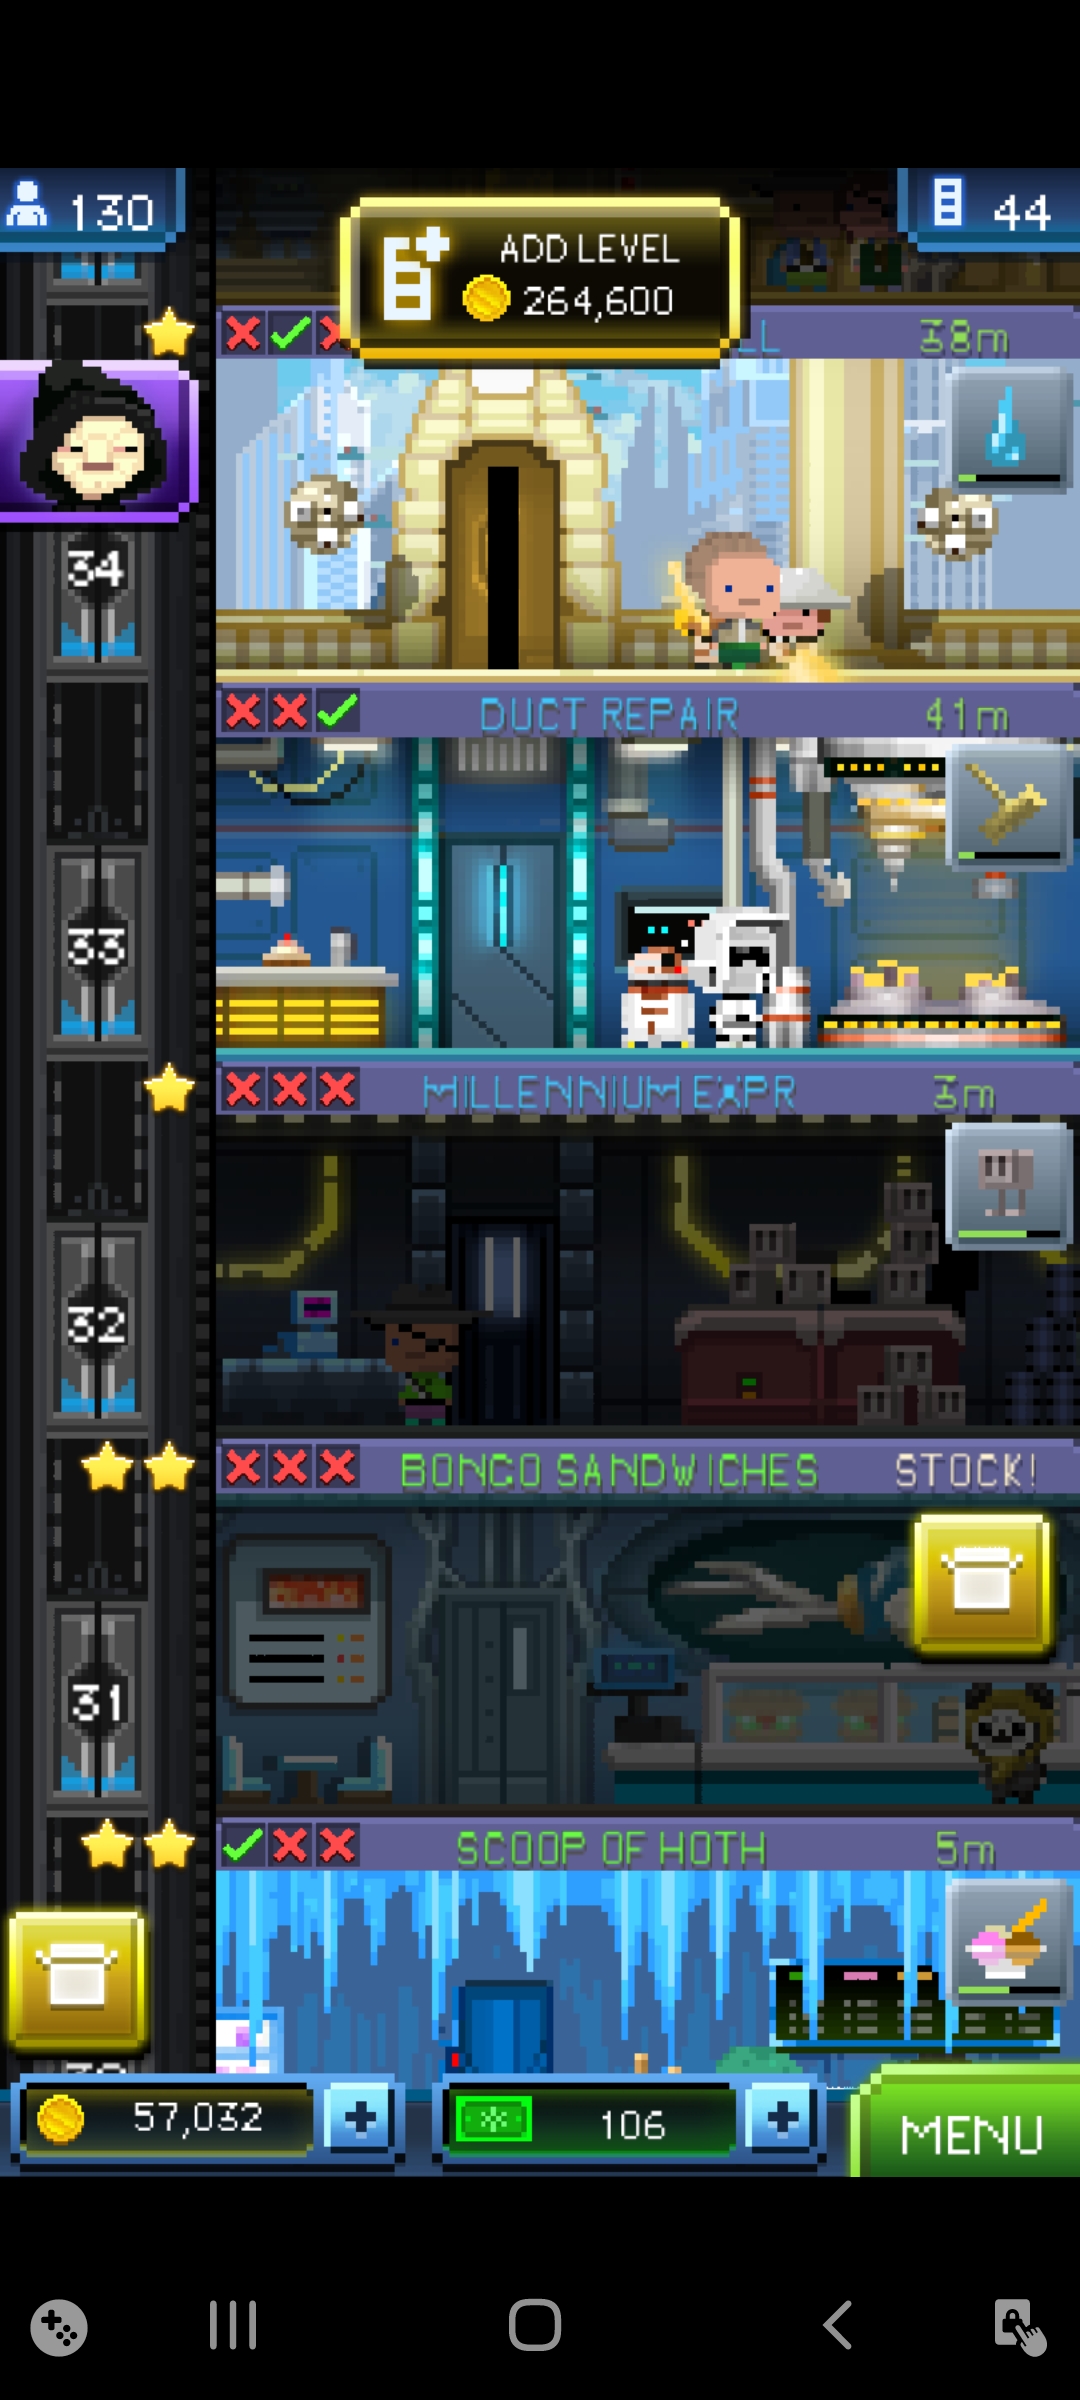 130
ADD LEVEL
264,600
44
LL 38m
34
DUCT REPAIR 41m
33
MILLENNIUM EXPR 3m
32
BONGO SANDWICHES STOCK!
31
SCOOP OF HOTH 5m
57,032
106
MENU